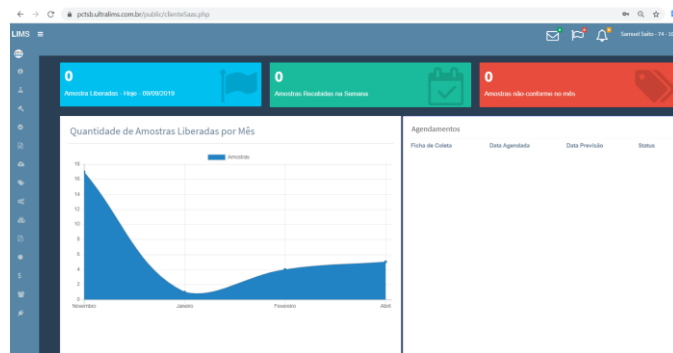 pctsb.ultralims.com.br/public/clienteSaas.php
LIMS
Samuel Saito - 74 - 10
0
Amostra Liberadas - Hoje - 09/09/2019
0
Amostras Recebidas na Semana
0
Amostras não-conforme no mês
Quantidade de Amostras Liberadas por Mês
Amostras
18
16
14
12
10
8
6
4
2
0
Novembro Janeiro Fevereiro Abril
Agendamentos
Ficha de Coleta Data Agendada Data Previsão Status